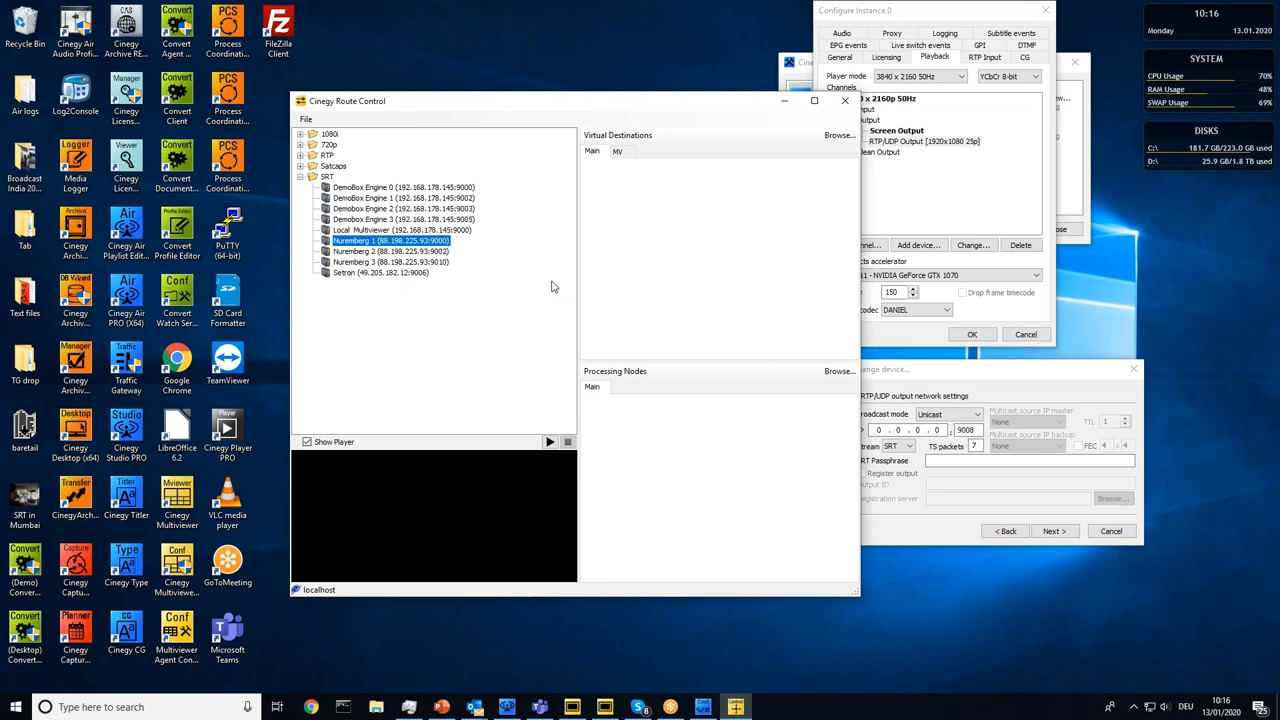 Recycle Bin
Cinegy Air Audio Profi...
Cinegy Archive RE...
Convert Agent ...
Process Coordinati...
FileZilla Client
Air logs
Log2Console
Cinegy Licens...
Convert Client
Process Coordinati...
Broadcast India 20...
Media Logger
Cinegy Licen...
Convert Document...
Process Coordinati...
Tab
Cinegy Archive ...
Cinegy Air Playlist Edit...
Convert Profile Editor
PuTTY (64-bit)
Text files
Cinegy Archiv...
Cinegy Air PRO (X64)
Convert Watch Ser...
SD Card Formatter
TG drop
Cinegy Archiv...
Traffic Gateway
Google Chrome
TeamViewer
baretail
Cinegy Desktop (x64)
Cinegy Studio PRO
LibreOffice 6.2
Cinegy Player PRO
SRT in Mumbai
CinegyArch...
Cinegy Titler
Cinegy Multiviewer
VLC media player
(Demo) Conver...
Cinegy Captu...
Cinegy Type
Cinegy Multiviewe...
GoToMeeting
(Desktop) Convert...
Cinegy Captur...
Cinegy CG
Multiviewer Agent Con...
Microsoft Teams
Cinegy Route Control
File
1080i
720p
RTP
Satcaps
SRT
DemoBox Engine 0 (192.168.178.145:9000)
DemoBox Engine 1 (192.168.178.145:9002)
Demobox Engine 2 (192.168.178.145:9003)
Demobox Engine 3 (192.168.178.145:9005)
Local Multiviewer (192.168.178.145:9000)
Nuremberg 1 (88.198.225.93:9000)
Nuremberg 2 (88.198.225.93:9002)
Nuremberg 3 (88.198.225.93:9010)
Setron (49.205.182.12:9006)
Show Player
localhost
Virtual Destinations
Browse...
Main
MV
Processing Nodes
Browse...
Main
Configure Instance 0
Audio Proxy Logging Subtitle events
EPG events Live switch events GPI DTMF
General Licensing Playback RTP Input CG
Player mode 3840 x 2160 50Hz YCbCr 8-bit
Channels
x 2160p 50Hz
Screen Output
RTP/UDP Output [1920x1080 25p]
Add device... Change... Delete
11 - NVIDIA GeForce GTX 1070
150 Drop frame timecode
DANIEL
OK Cancel
RTP/UDP output network settings
Unicast
Multicast source IP master
None
TTL 1
0 . 0 . 0 . 0 : 9008
Multicast source IP backup
SRT
TS packets 7
None
FEC 4 x 4
Register output
Browse...
< Back Next > Cancel
10:16
Monday 13.01.2020
SYSTEM
CPU Usage 70%
RAM Usage 48%
SWAP Usage 69%
DISKS
C:\ 181.7 GB/223.0 GB used
D:\ 25.9 GB/1.8 TB used
Type here to search
DEU
10:16
13/01/2020